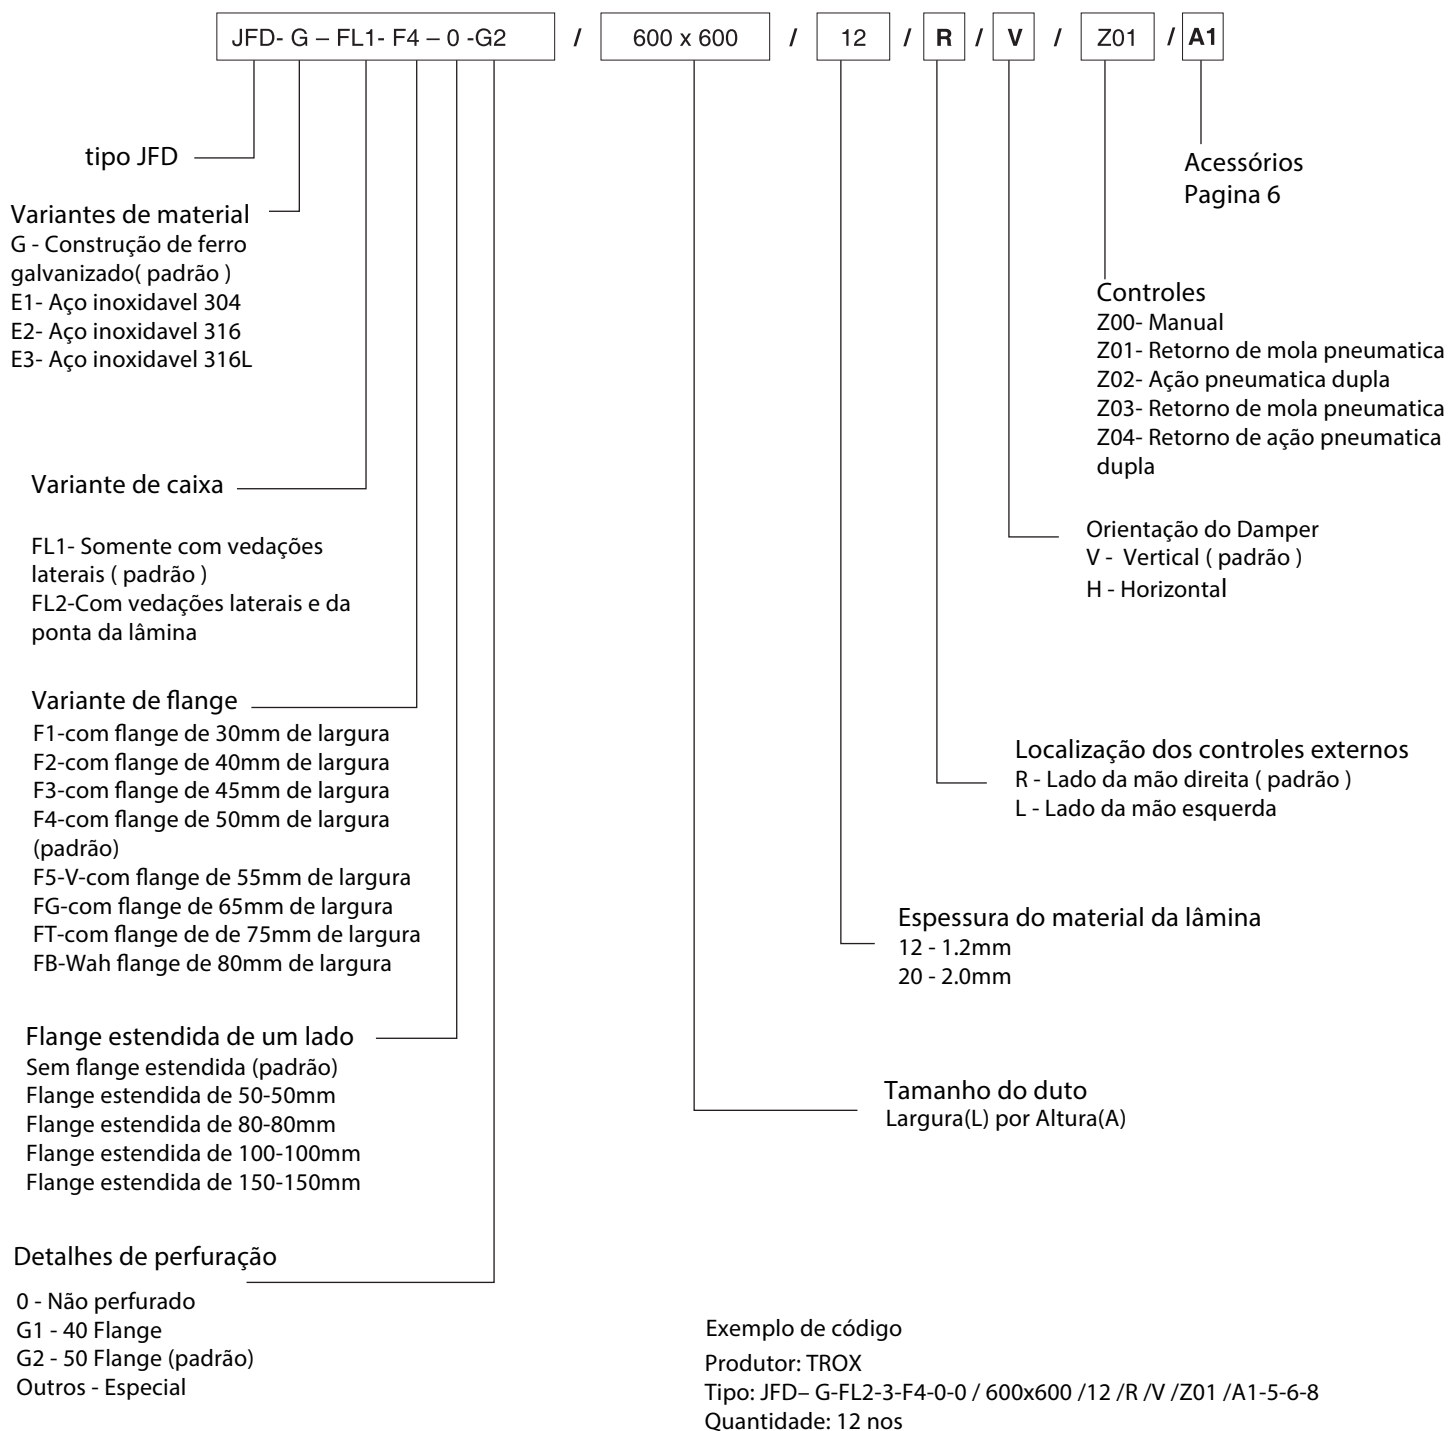 JFD- G – FL1- F4 – 0 -G2 / 600 x 600 / 12 / R / V / Z01 / A1
tipo JFD
Variantes de material
G - Construção de ferro
galvanizado( padrão )
E1- Aço inoxidavel 304
E2- Aço inoxidavel 316
E3- Aço inoxidavel 316L
Variante de caixa
FL1- Somente com vedações
laterais ( padrão )
FL2-Com vedações laterais e da
ponta da lâmina
Variante de flange
F1-com flange de 30mm de largura
F2-com flange de 40mm de largura
F3-com flange de 45mm de largura
F4-com flange de 50mm de largura
(padrão)
F5-V-com flange de 55mm de largura
FG-com flange de 65mm de largura
FT-com flange de de 75mm de largura
FB-Wah flange de 80mm de largura
Flange estendida de um lado
Sem flange estendida (padrão)
Flange estendida de 50-50mm
Flange estendida de 80-80mm
Flange estendida de 100-100mm
Flange estendida de 150-150mm
Detalhes de perfuração
0 - Não perfurado
G1 - 40 Flange
G2 - 50 Flange (padrão)
Outros - Especial
Acessórios
Pagina 6
Controles
Z00- Manual
Z01- Retorno de mola pneumatica
Z02- Ação pneumatica dupla
Z03- Retorno de mola pneumatica
Z04- Retorno de ação pneumatica
dupla
Orientação do Damper
V - Vertical ( padrão )
H - Horizontal
Localização dos controles externos
R - Lado da mão direita ( padrão )
L - Lado da mão esquerda
Espessura do material da lâmina
12 - 1.2mm
20 - 2.0mm
Tamanho do duto
Largura(L) por Altura(A)
Exemplo de código
Produtor: TROX
Tipo: JFD– G-FL2-3-F4-0-0 / 600x600 /12 /R /V /Z01 /A1-5-6-8
Quantidade: 12 nos